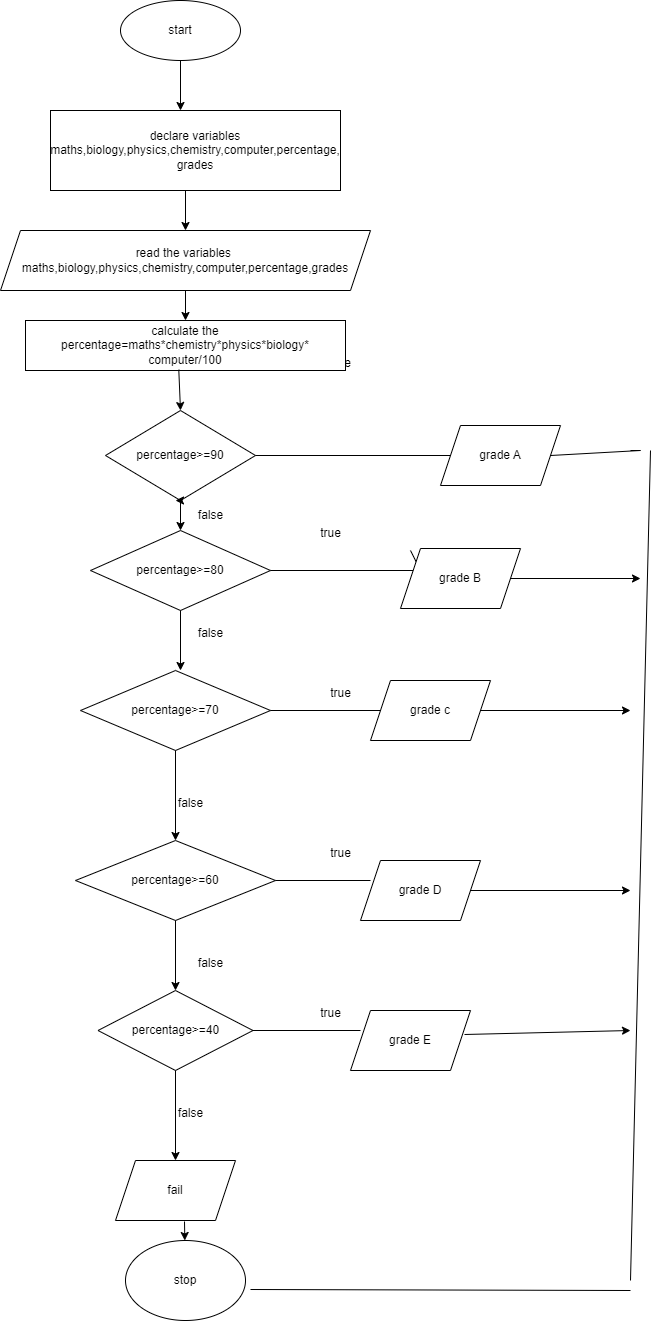 start
declare variables
maths,biology,physics,chemistry,computer,percentage,
grades
read the variables
maths,biology,physics,chemistry,computer,percentage,grades
calculate the
percentage=maths*chemistry*physics*biology*
computer/100
e
percentage>=90
grade A
false
true
percentage>=80
grade B
false
true
percentage>=70
grade c
false
true
percentage>=60
grade D
false
true
percentage>=40
grade E
false
fail
stop